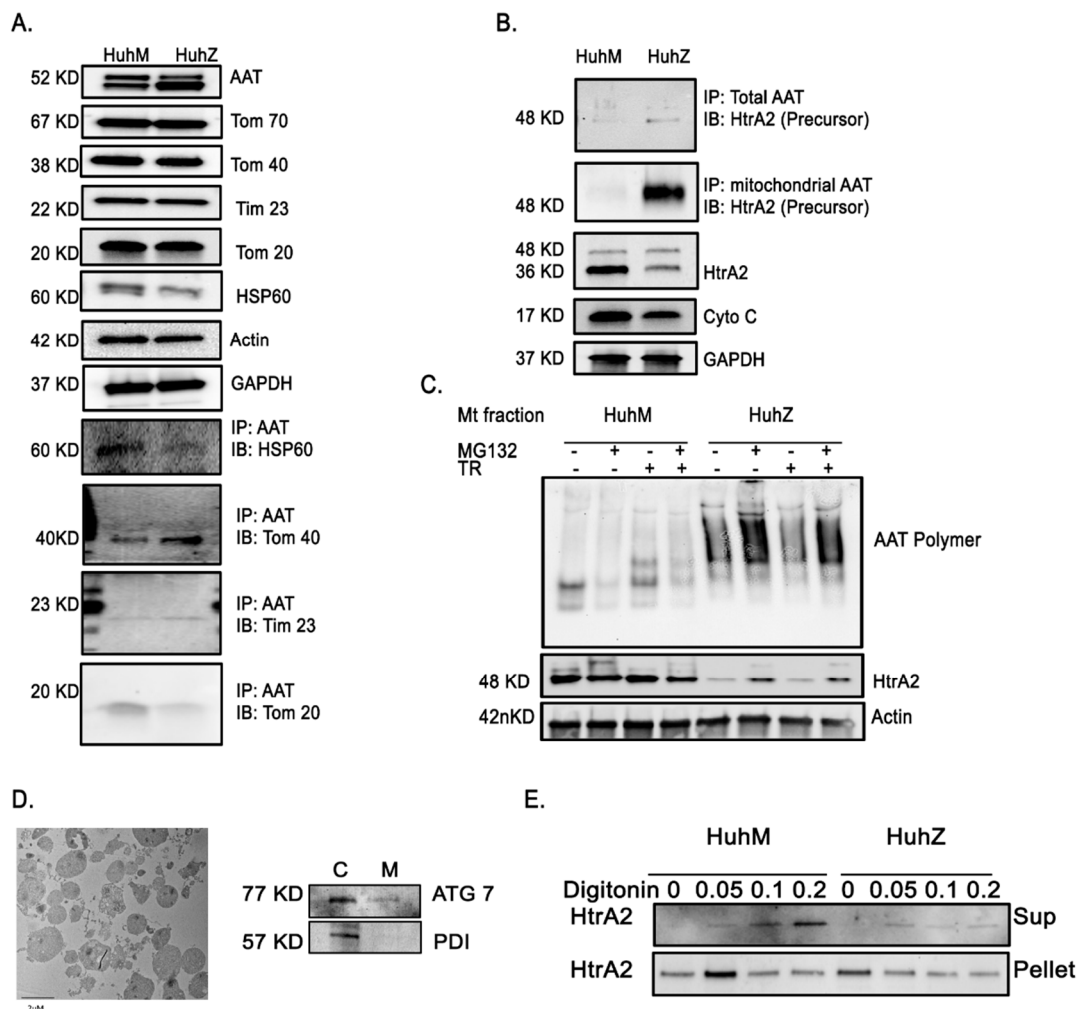 A.
HuhM HuhZ
52 KD AAT
67 KD Tom 70
38 KD Tom 40
22 KD Tim 23
20 KD Tom 20
60 KD HSP60
42 KD Actin
37 KD GAPDH
60 KD IP: AAT
IB: HSP60
40KD IP: AAT
IB: Tom 40
23 KD IP: AAT
IB: Tim 23
20 KD IP: AAT
IB: Tom 20
B.
HuhM HuhZ
48 KD IP: Total AAT
IB: HtrA2 (Precursor)
48 KD IP: mitochondrial AAT
IB: HtrA2 (Precursor)
48 KD
36 KD HtrA2
17 KD Cyto C
37 KD GAPDH
C.
Mt fraction HuhM HuhZ
MG132 - + - + - + - +
TR - - + + - - + +
AAT Polymer
48 KD HtrA2
42nKD Actin
D.
2uM
C M
77 KD ATG 7
57 KD PDI
E.
HuhM HuhZ
Digitonin 0 0.05 0.1 0.2 0 0.05 0.1 0.2
HtrA2 Sup
HtrA2 Pellet